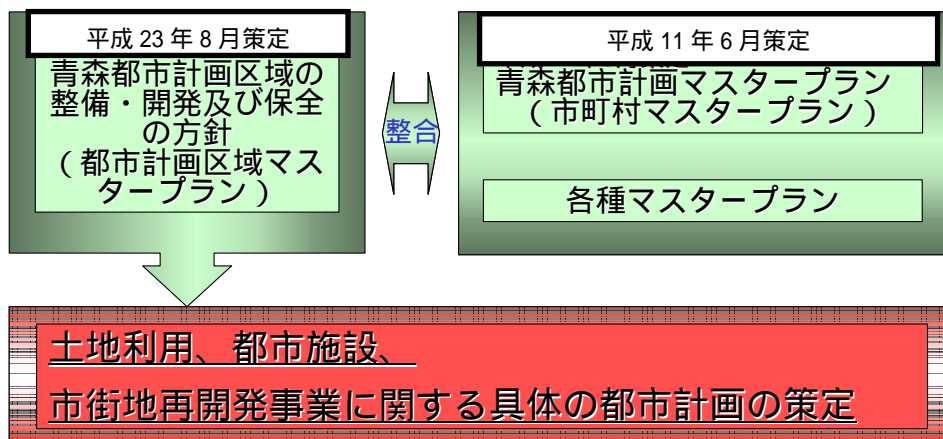 平成 23 年 8 月策定
青森都市計画区域の
整備・開発及び保全
の方針
（都市計画区域マス
タープラン）
整合
平成 11 年 6 月策定
青森都市計画マスタープラン
（市町村マスタープラン）
各種マスタープラン
土地利用、都市施設、
市街地再開発事業に関する具体の都市計画の策定